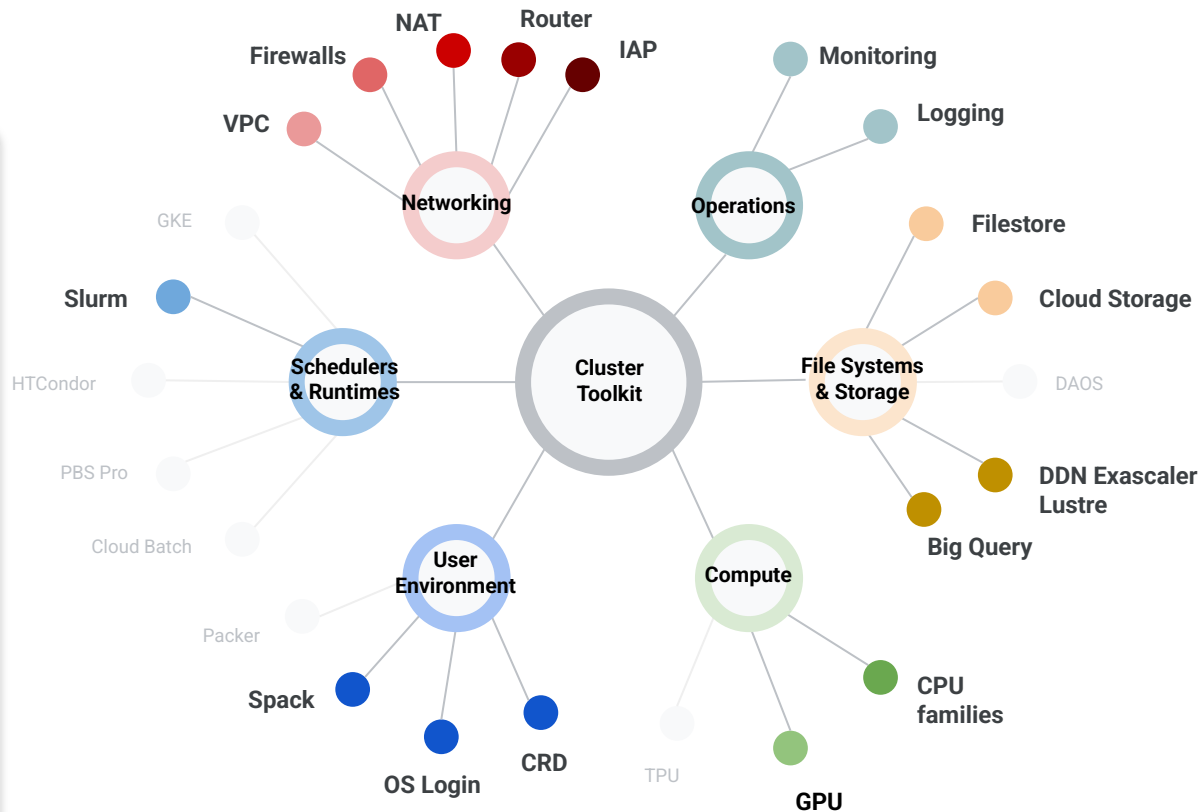 NAT
Router
IAP
Firewalls
VPC
Monitoring
Logging
Networking
Operations
GKE
Slurm
HTCondor
PBS Pro
Cloud Batch
Schedulers
& Runtimes
Cluster
Toolkit
File Systems
& Storage
Filestore
Cloud Storage
DAOS
DDN Exascaler
Lustre
Big Query
User
Environment
Compute
Packer
Spack
OS Login
CRD
TPU
GPU
CPU
families